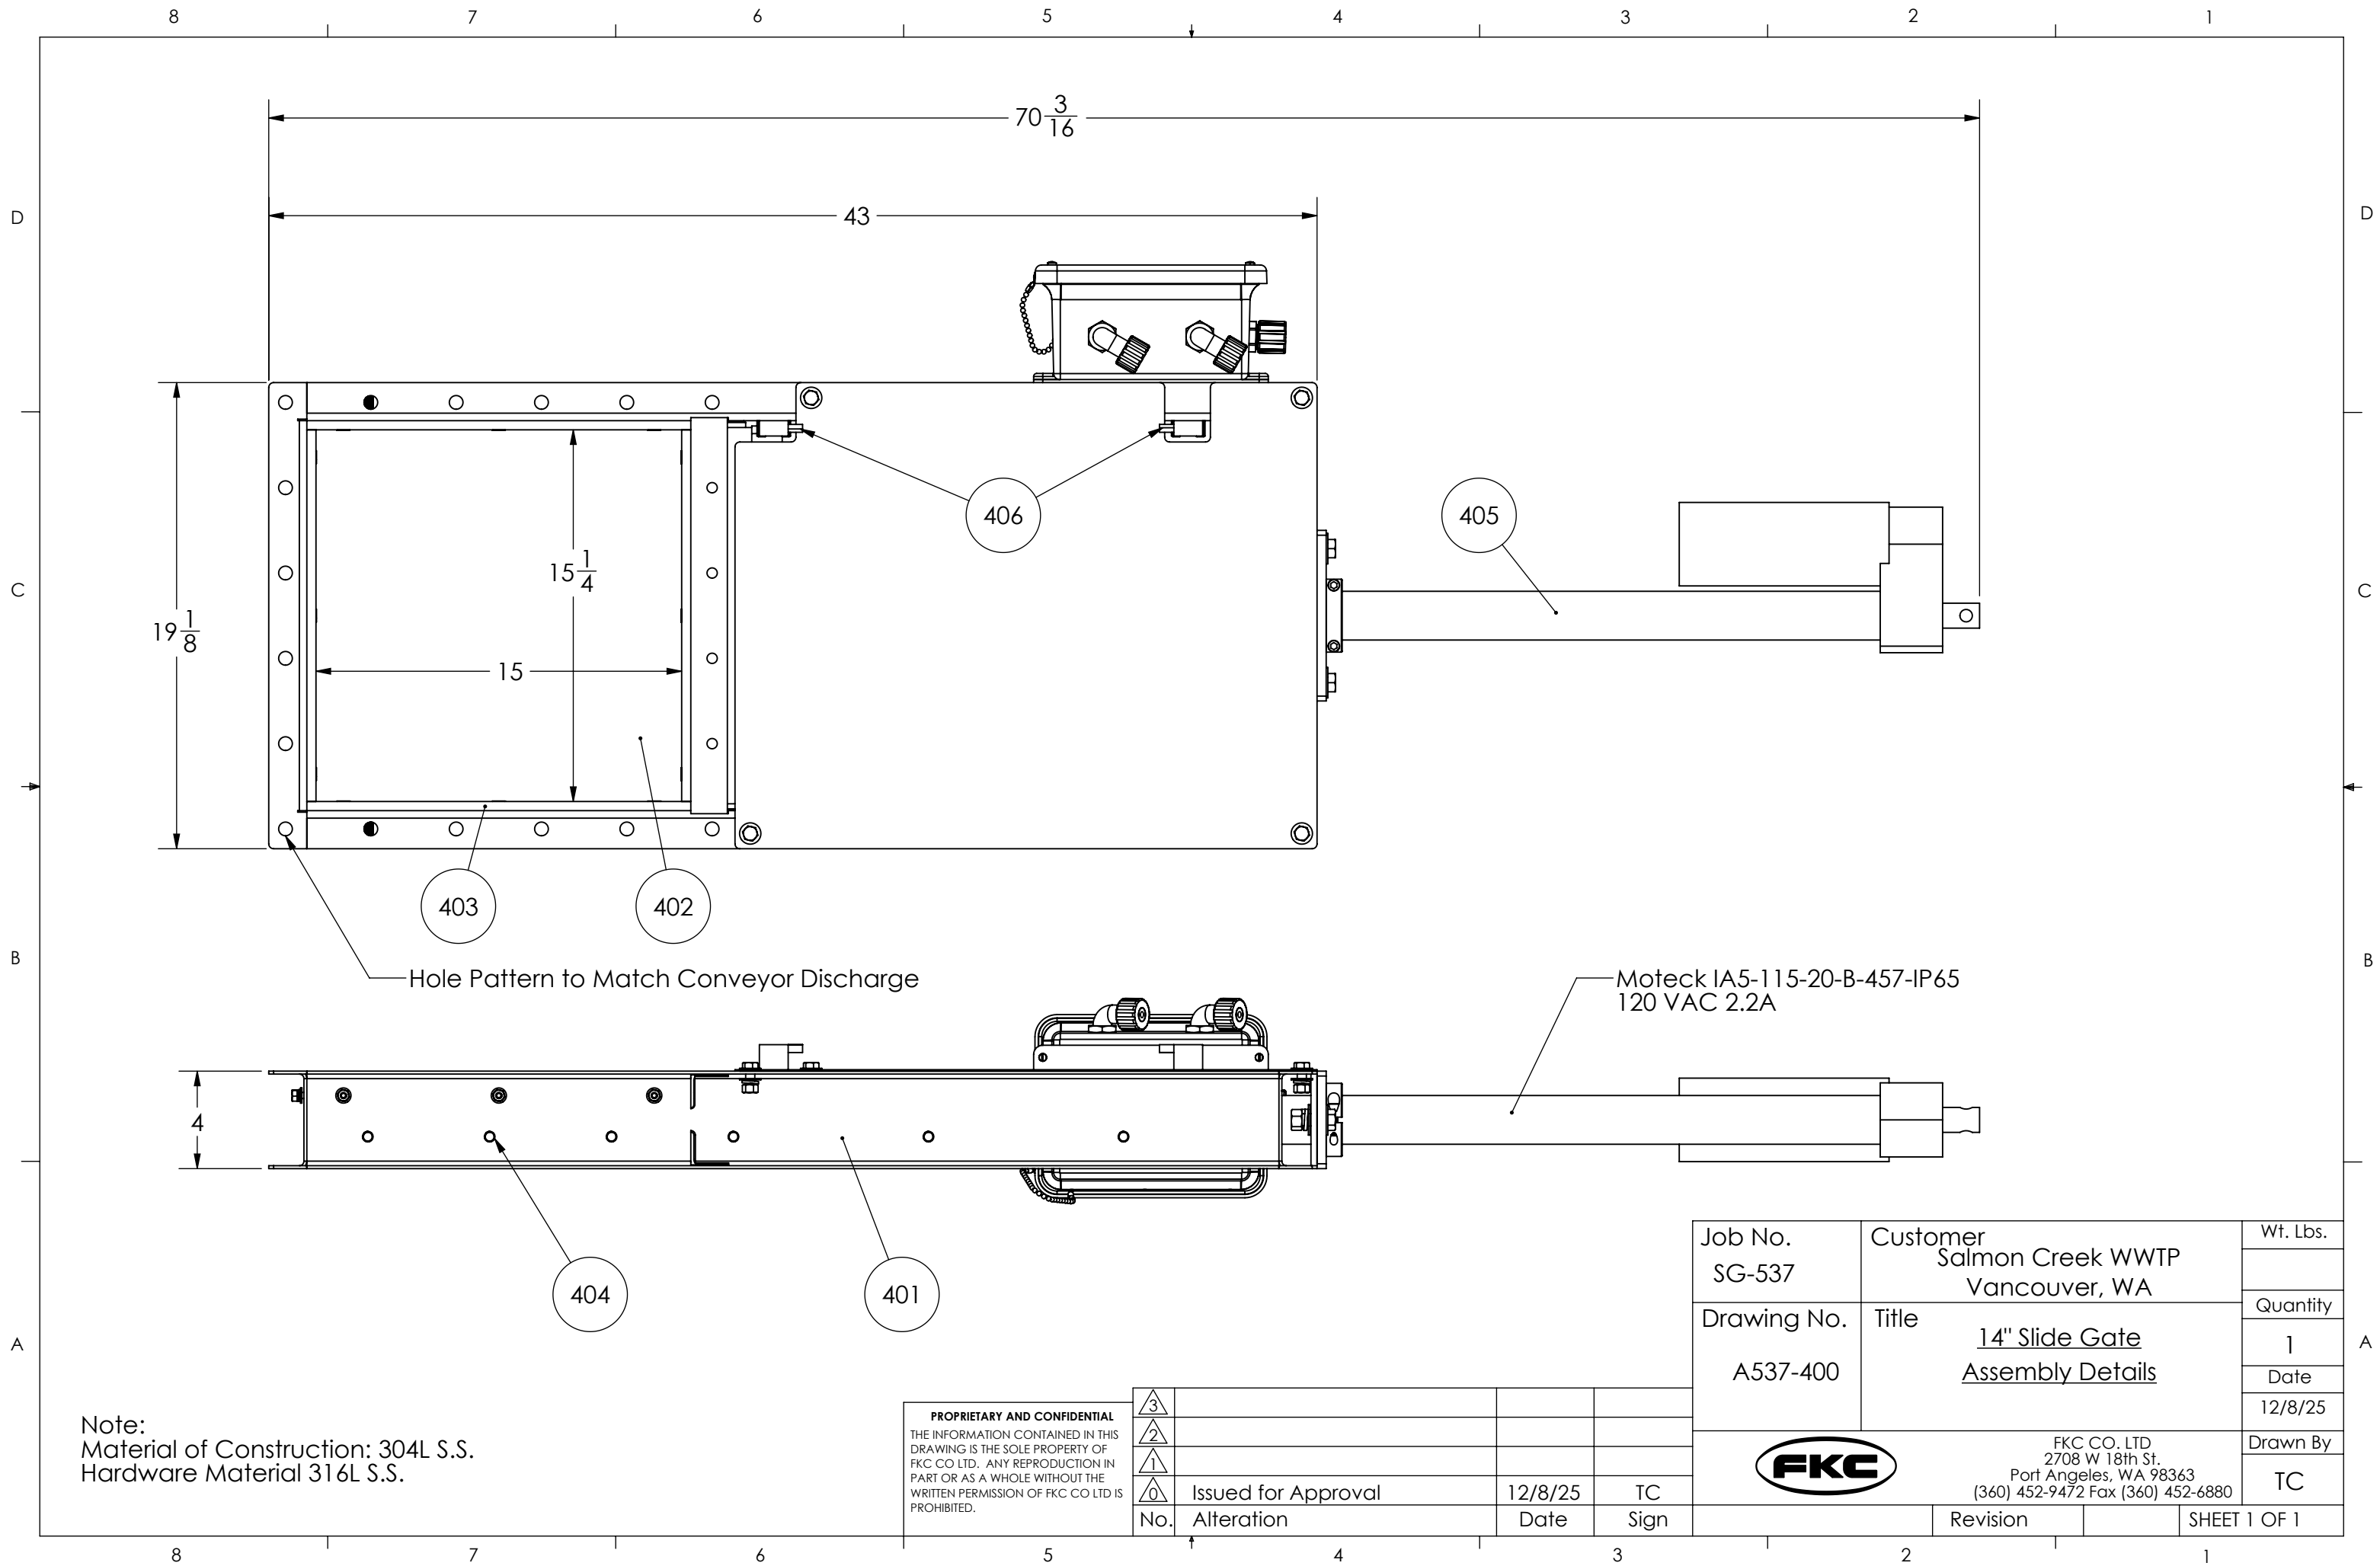 8 7 6 5 4 3 2 1
70 3/16
43
D D
406
405
15 1/4
C C
19 1/8
15
403
402
B B
Hole Pattern to Match Conveyor Discharge
Moteck IA5-115-20-B-457-IP65
120 VAC 2.2A
4
404
401
A A
Note:
Material of Construction: 304L S.S.
Hardware Material 316L S.S.
PROPRIETARY AND CONFIDENTIAL
THE INFORMATION CONTAINED IN THIS
DRAWING IS THE SOLE PROPERTY OF
FKC CO LTD. ANY REPRODUCTION IN
PART OR AS A WHOLE WITHOUT THE
WRITTEN PERMISSION OF FKC CO LTD IS
PROHIBITED.
3
2
1
0 Issued for Approval 12/8/25 TC
No. Alteration Date Sign
Job No.
SG-537
Customer
Salmon Creek WWTP
Vancouver, WA
Wt. Lbs.
Quantity
1
Drawing No.
A537-400
Title
14" Slide Gate
Assembly Details
Date
12/8/25
FKC
FKC CO. LTD
2708 W 18th St.
Port Angeles, WA 98363
(360) 452-9472 Fax (360) 452-6880
Drawn By
TC
Revision
SHEET 1 OF 1
8 7 6 5 4 3 2 1